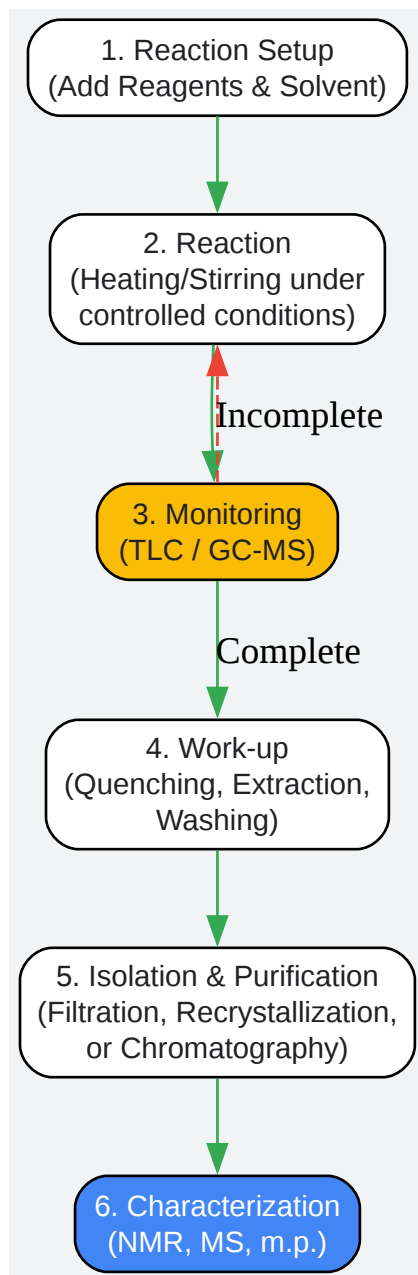 1. Reaction Setup
(Add Reagents & Solvent)
2. Reaction
(Heating/Stirring under
controlled conditions)
Incomplete
3. Monitoring
(TLC / GC-MS)
Complete
4. Work-up
(Quenching, Extraction,
Washing)
5. Isolation & Purification
(Filtration, Recrystallization,
or Chromatography)
6. Characterization
(NMR, MS, m.p.)